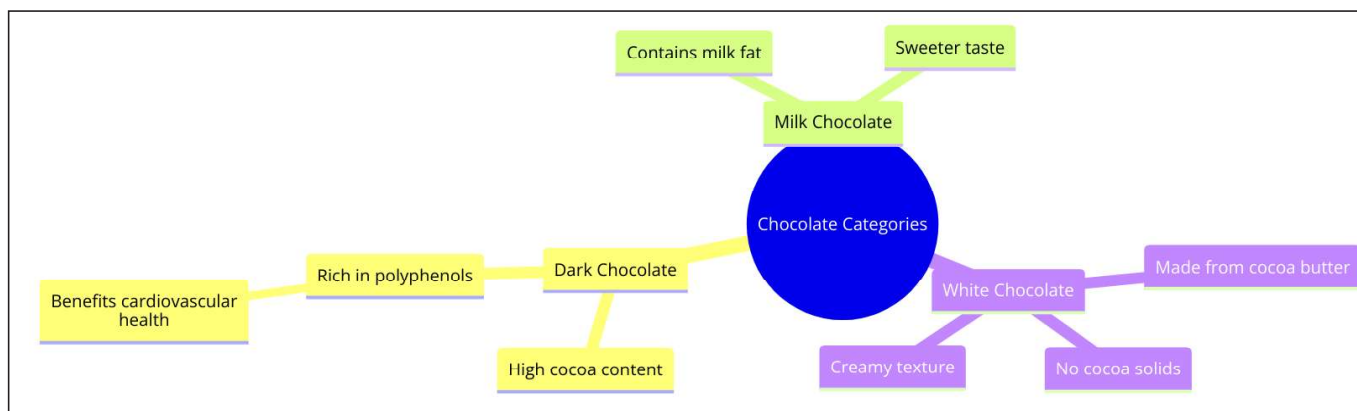 Contains milk fat
Sweeter taste
Milk Chocolate
Chocolate Categories
Dark Chocolate
Rich in polyphenols
Benefits cardiovascular
health
High cocoa content
White Chocolate
Made from cocoa butter
Creamy texture
No cocoa solids